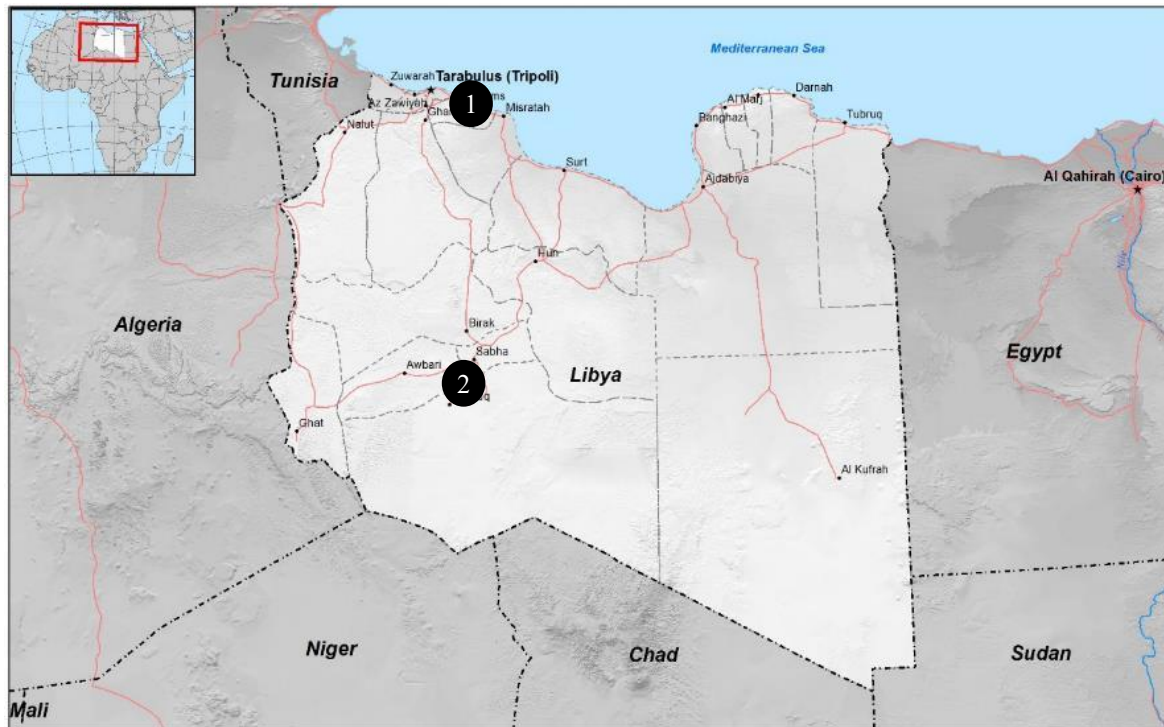 Mediterranean Sea
Tunisia
Zuwarah
Tarabulus (Tripoli)
Az Zawiyah
1
Misratah
Nalut
Al Marj
Darnah
Banghazi
Tubruq
Surt
Ajdabiya
Al Qahirah (Cairo)
Hun
Nile
Algeria
Birak
Sabha
Awbari
2
Libya
Egypt
Ghat
Al Kufrah
Niger
Chad
Sudan
Mali